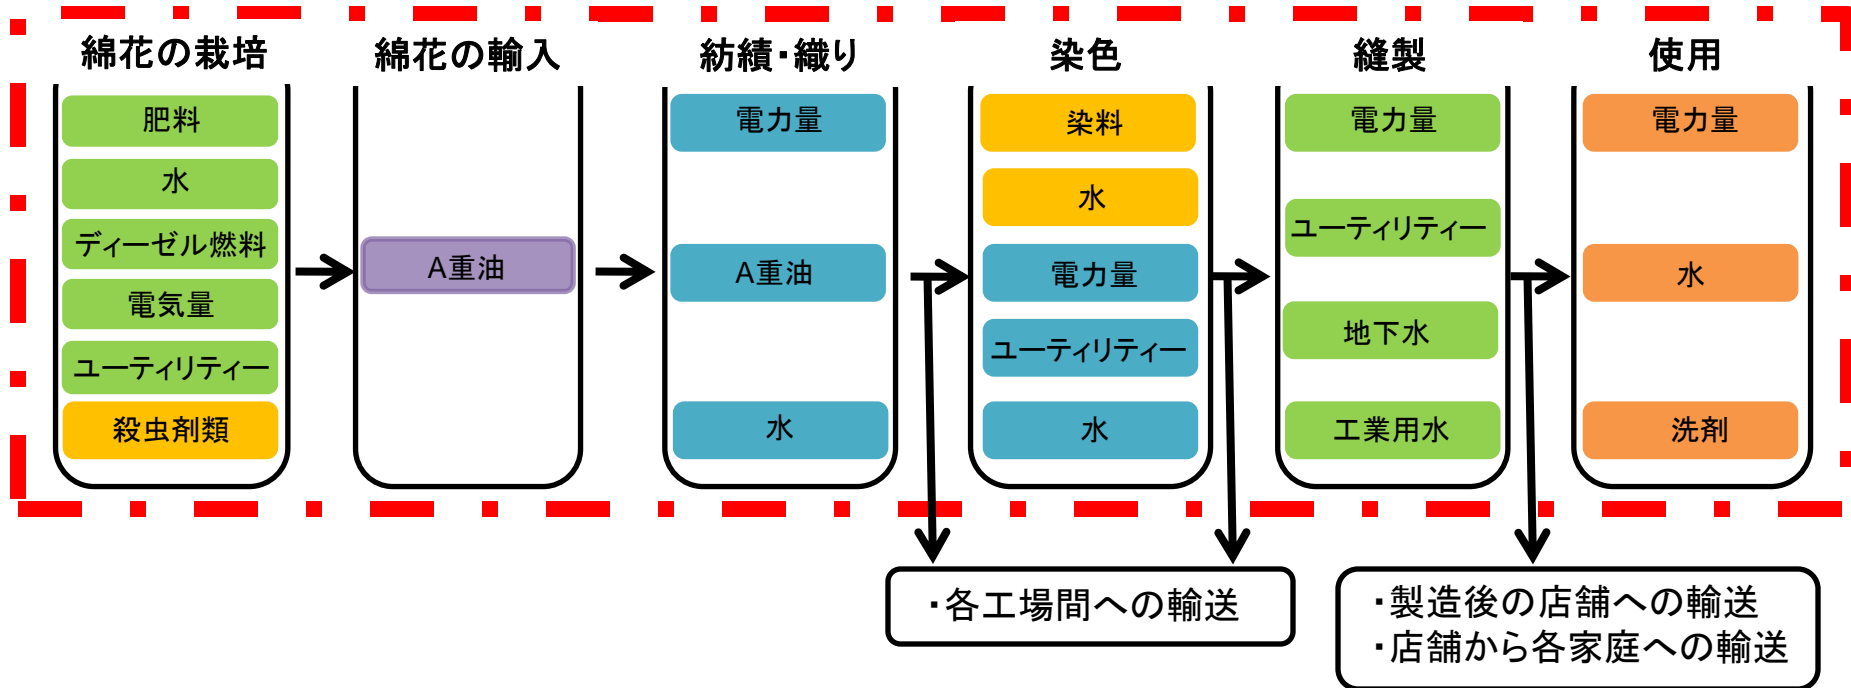 綿花の栽培
肥料
水
ディーゼル燃料
電気量
ユーティリティー
殺虫剤類
綿花の輸入
A重油
紡績・織り
電力量
A重油
水
染色
染料
水
電力量
ユーティリティー
水
縫製
電力量
ユーティリティー
地下水
工業用水
使用
電力量
水
洗剤
・各工場間への輸送
・製造後の店舗への輸送
・店舗から各家庭への輸送